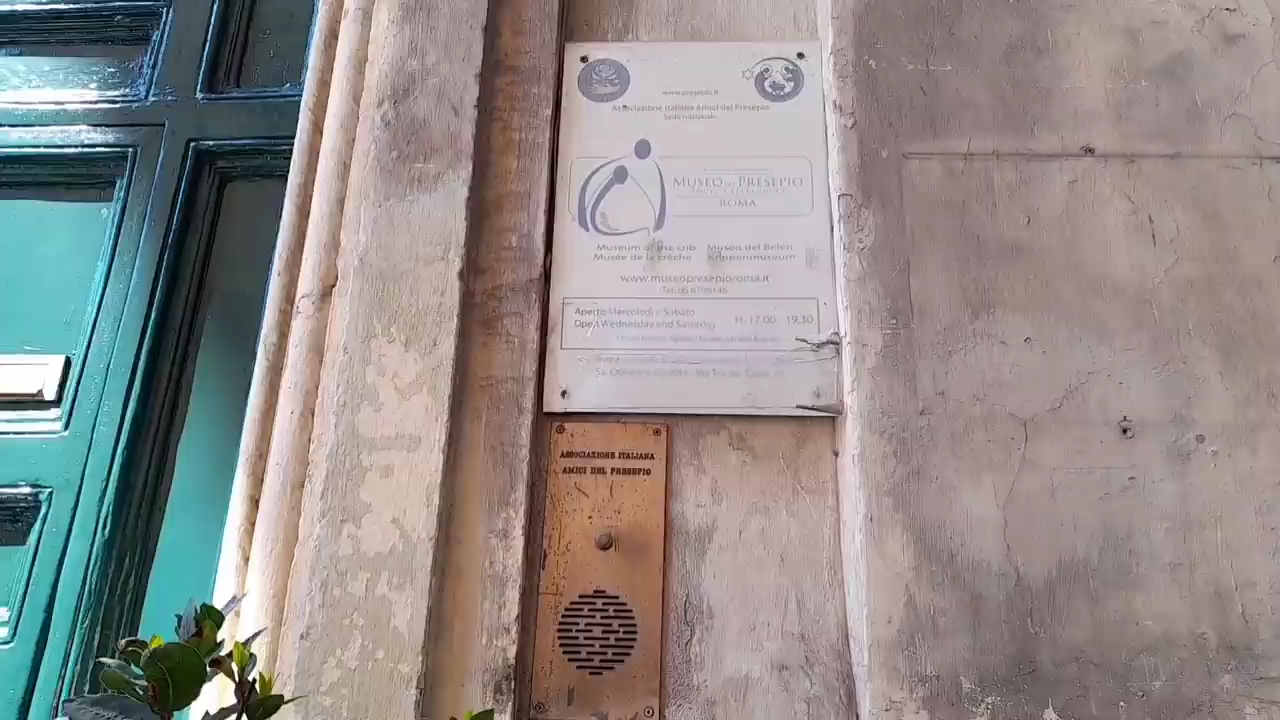 www.presepio.it
Associazione Italiana Amici del Presepio
Sede nazionale
MUSEO DEL PRESEPIO
ROMA
Museum of the crib Museo del Belén
Musée de la crèche Krippenmuseum
www.museopresepioroma.it
Tel. 06 6796146
Aperto Mercoledì e Sabato
Open Wednesday and Saturday
H. 17.00 19,30
ASSOCIAZIONE ITALIANA
AMICI DEL PRESEPIO